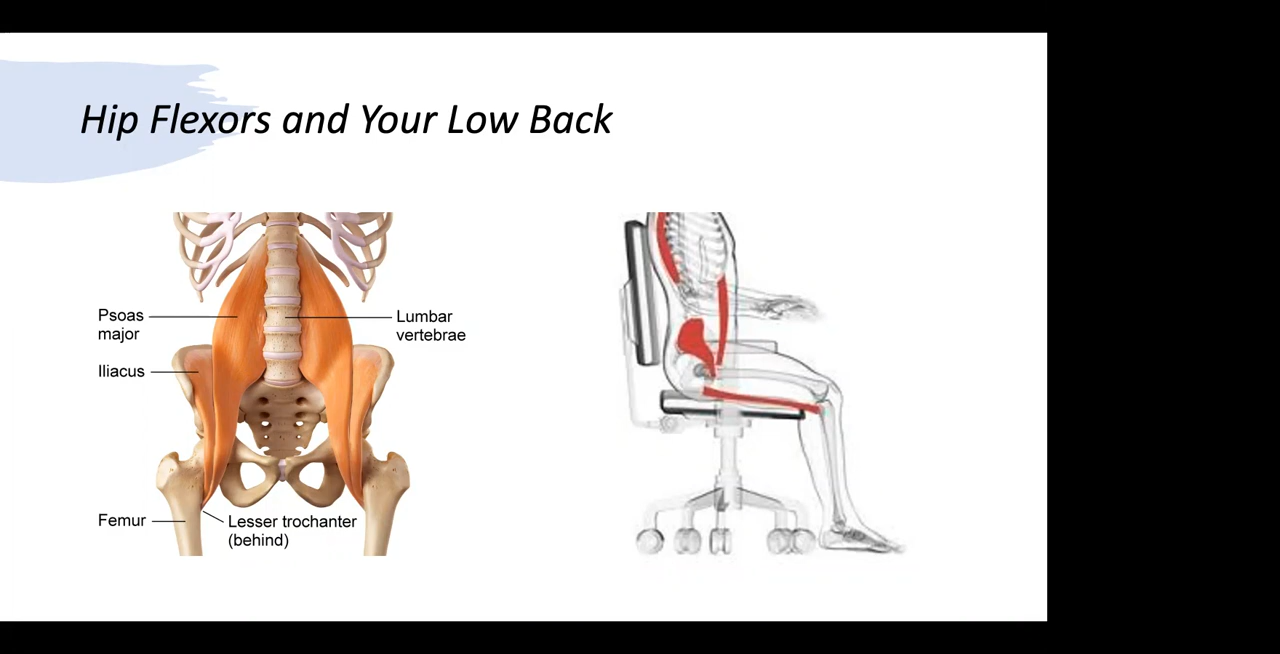 Hip Flexors and Your Low Back
Psoas
major
Iliacus
Femur
Lumbar
vertebrae
Lesser trochanter
(behind)